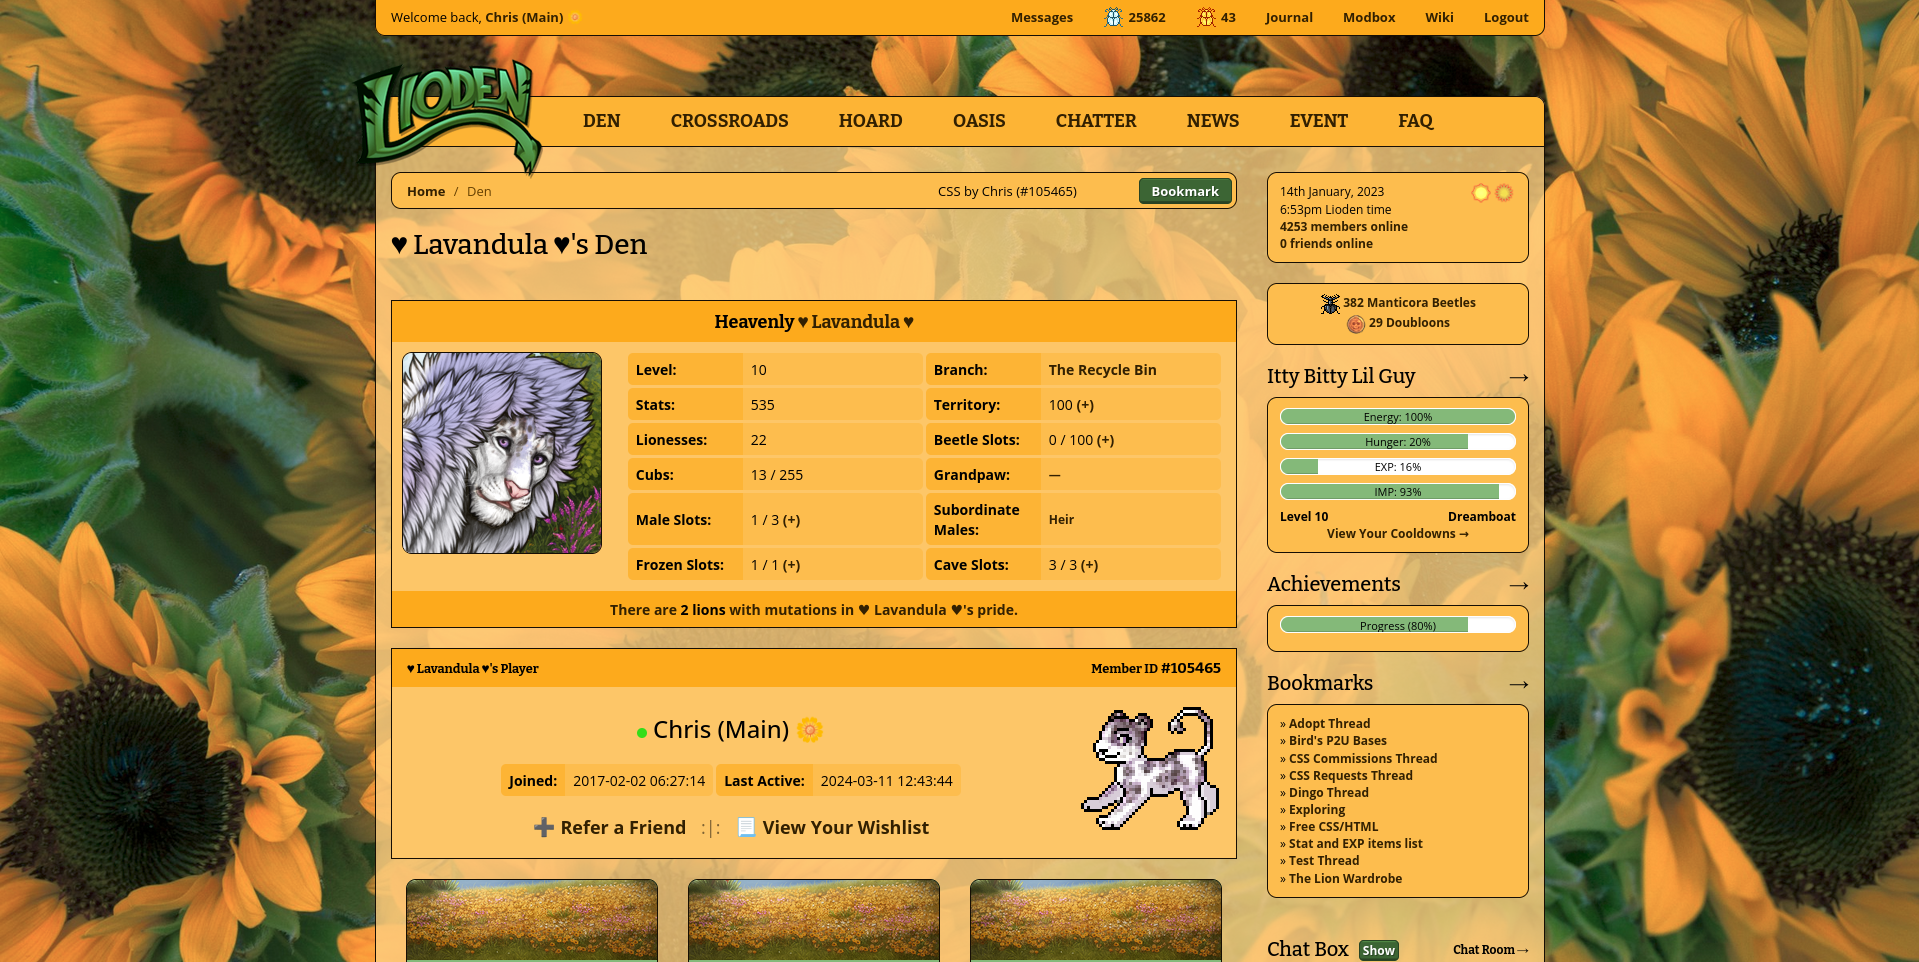 Welcome back, Chris (Main) 🌼
Messages 25862 43 Journal Modbox Wiki Logout
LIODEN
DEN CROSSROADS HOARD OASIS CHATTER NEWS EVENT FAQ
Home / Den CSS by Chris (#105465) Bookmark
♥ Lavandula ♥'s Den
Heavenly ♥ Lavandula ♥
Level: 10 Branch: The Recycle Bin
Stats: 535 Territory: 100 (+)
Lionesses: 22 Beetle Slots: 0 / 100 (+)
Cubs: 13 / 255 Grandpaw: —
Male Slots: 1 / 3 (+) Subordinate Males: Heir
Frozen Slots: 1 / 1 (+) Cave Slots: 3 / 3 (+)
There are 2 lions with mutations in ♥ Lavandula ♥'s pride.
♥ Lavandula ♥'s Player Member ID #105465
Chris (Main) 🌼
Joined: 2017-02-02 06:27:14 Last Active: 2024-03-11 12:43:44
➕ Refer a Friend :|: 📃 View Your Wishlist
14th January, 2023
6:53pm Lioden time
4253 members online
0 friends online
382 Manticora Beetles
29 Doubloons
Itty Bitty Lil Guy →
Energy: 100%
Hunger: 20%
EXP: 16%
IMP: 93%
Level 10 Dreamboat
View Your Cooldowns →
Achievements →
Progress (80%)
Bookmarks →
» Adopt Thread
» Bird's P2U Bases
» CSS Commissions Thread
» CSS Requests Thread
» Dingo Thread
» Exploring
» Free CSS/HTML
» Stat and EXP items list
» Test Thread
» The Lion Wardrobe
Chat Box Show Chat Room →